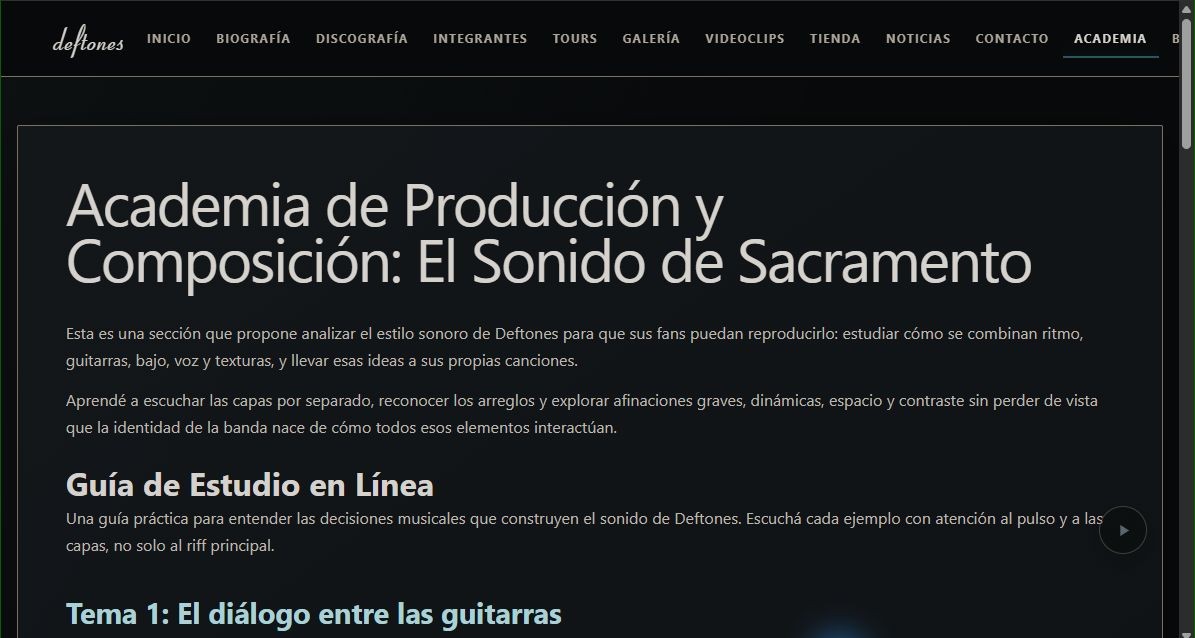 deftones INICIO BIOGRAFÍA DISCOGRAFÍA INTEGRANTES TOURS GALERÍA VIDEOCLIPS TIENDA NOTICIAS CONTACTO ACADEMIA B
Academia de Producción y
Composición: El Sonido de Sacramento
Esta es una sección que propone analizar el estilo sonoro de Deftones para que sus fans puedan reproducirlo: estudiar cómo se combinan ritmo,
guitarras, bajo, voz y texturas, y llevar esas ideas a sus propias canciones.
Aprendé a escuchar las capas por separado, reconocer los arreglos y explorar afinaciones graves, dinámicas, espacio y contraste sin perder de vista
que la identidad de la banda nace de cómo todos esos elementos interactúan.
Guía de Estudio en Línea
Una guía práctica para entender las decisiones musicales que construyen el sonido de Deftones. Escuchá cada ejemplo con atención al pulso y a las
capas, no solo al riff principal.
Tema 1: El diálogo entre las guitarras